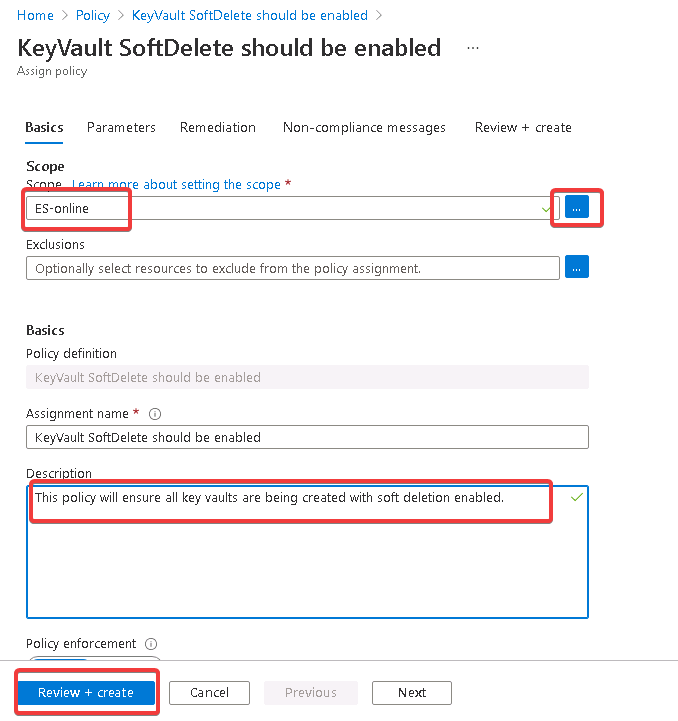 Home > Policy > KeyVault SoftDelete should be enabled >
KeyVault SoftDelete should be enabled ...
Assign policy
Basics Parameters Remediation Non-compliance messages Review + create
Scope
Scope Learn more about setting the scope *
ES-online ...
Exclusions
Optionally select resources to exclude from the policy assignment. ...
Basics
Policy definition
KeyVault SoftDelete should be enabled
Assignment name *
KeyVault SoftDelete should be enabled
Description
This policy will ensure all key vaults are being created with soft deletion enabled.
Policy enforcement
Review + create Cancel Previous Next